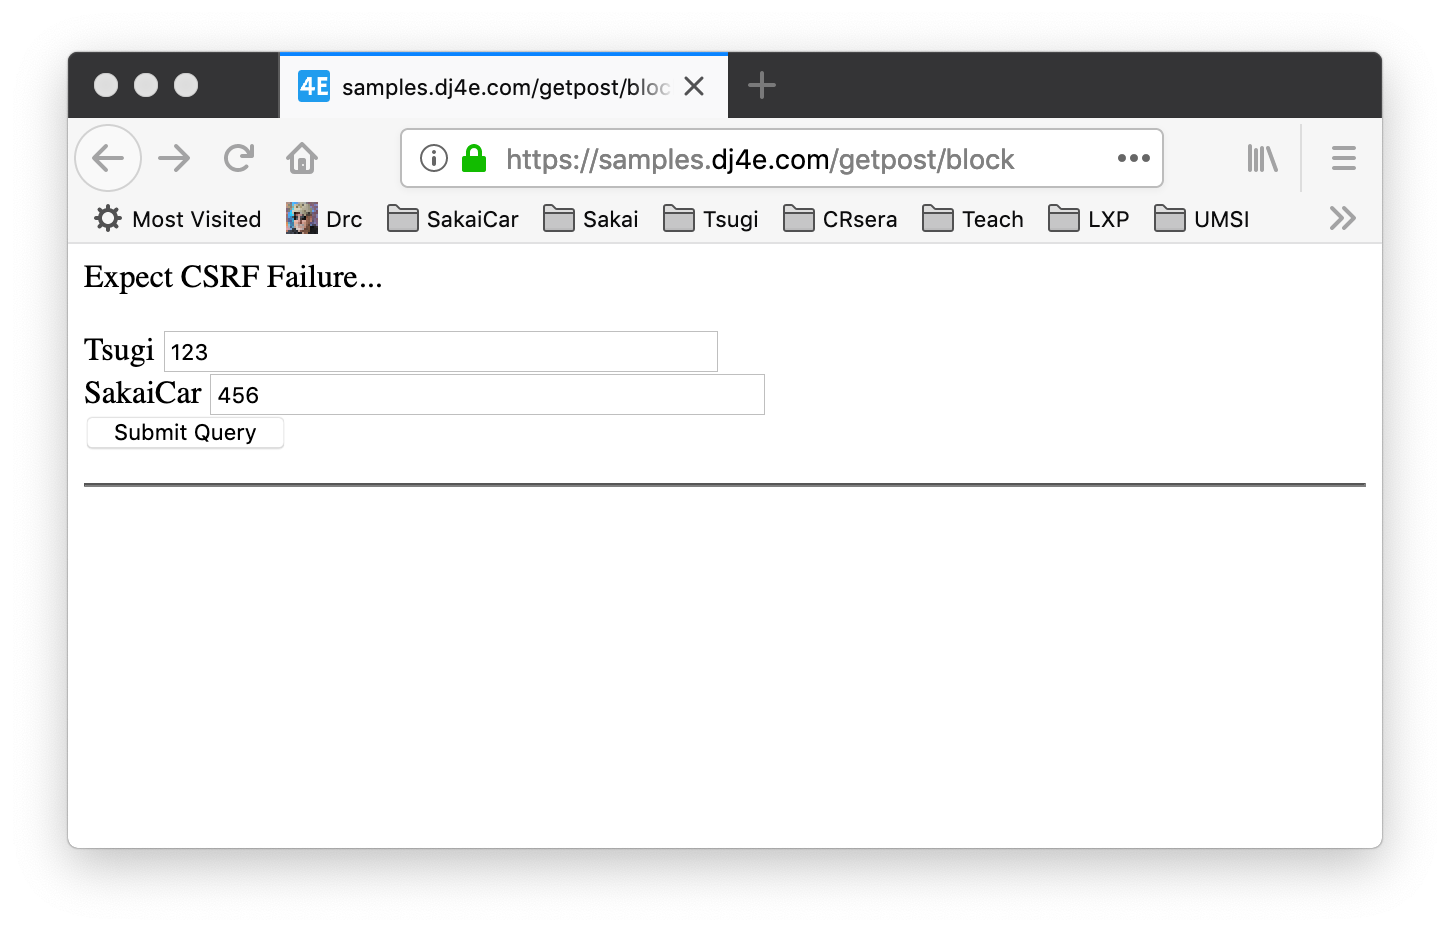 4E samples.dj4e.com/getpost/bloc
https://samples.dj4e.com/getpost/block
Most Visited Drc SakaiCar Sakai Tsugi CRsera Teach LXP UMSI
Expect CSRF Failure...
Tsugi 123
SakaiCar 456
Submit Query